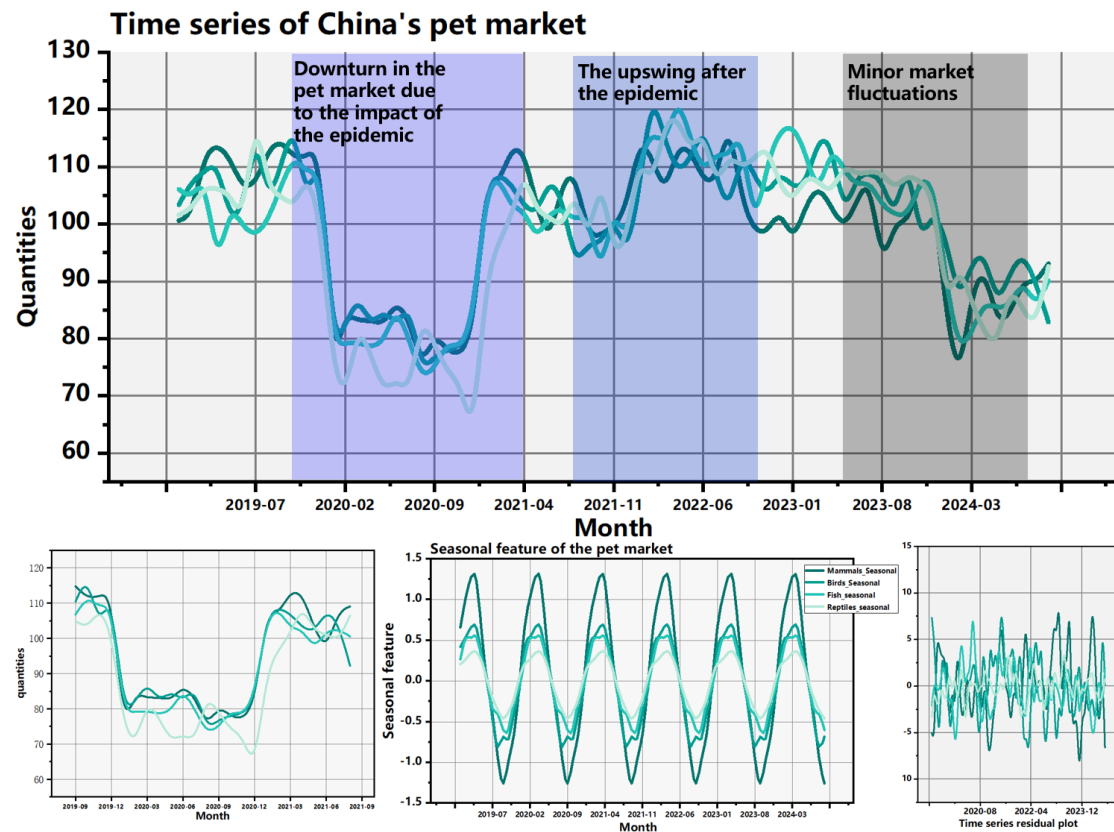 Time series of China's pet market
130
120
110
100
90
80
70
60
Quantities
Downturn in the
pet market due
to the impact of
the epidemic
The upswing after
the epidemic
Minor market
fluctuations
2019-07 2020-02 2020-09 2021-04 2021-11 2022-06 2023-01 2023-08 2024-03
Month
120
110
100
90
80
70
60
quantities
2019-09 2019-12 2020-03 2020-06 2020-09 2020-12 2021-03 2021-06 2021-09
Month
Seasonal feature of the pet market
1.5
1.0
0.5
0.0
-0.5
-1.0
-1.5
Seasonal feature
Mammals_Seasonal
Birds_Seasonal
Fish_seasonal
Reptiles_seasonal
2019-07 2020-02 2020-09 2021-04 2021-11 2022-06 2023-01 2023-08 2024-03
Month
15
10
5
0
-5
10
2020-08 2022-04 2023-12
Time series residual plot